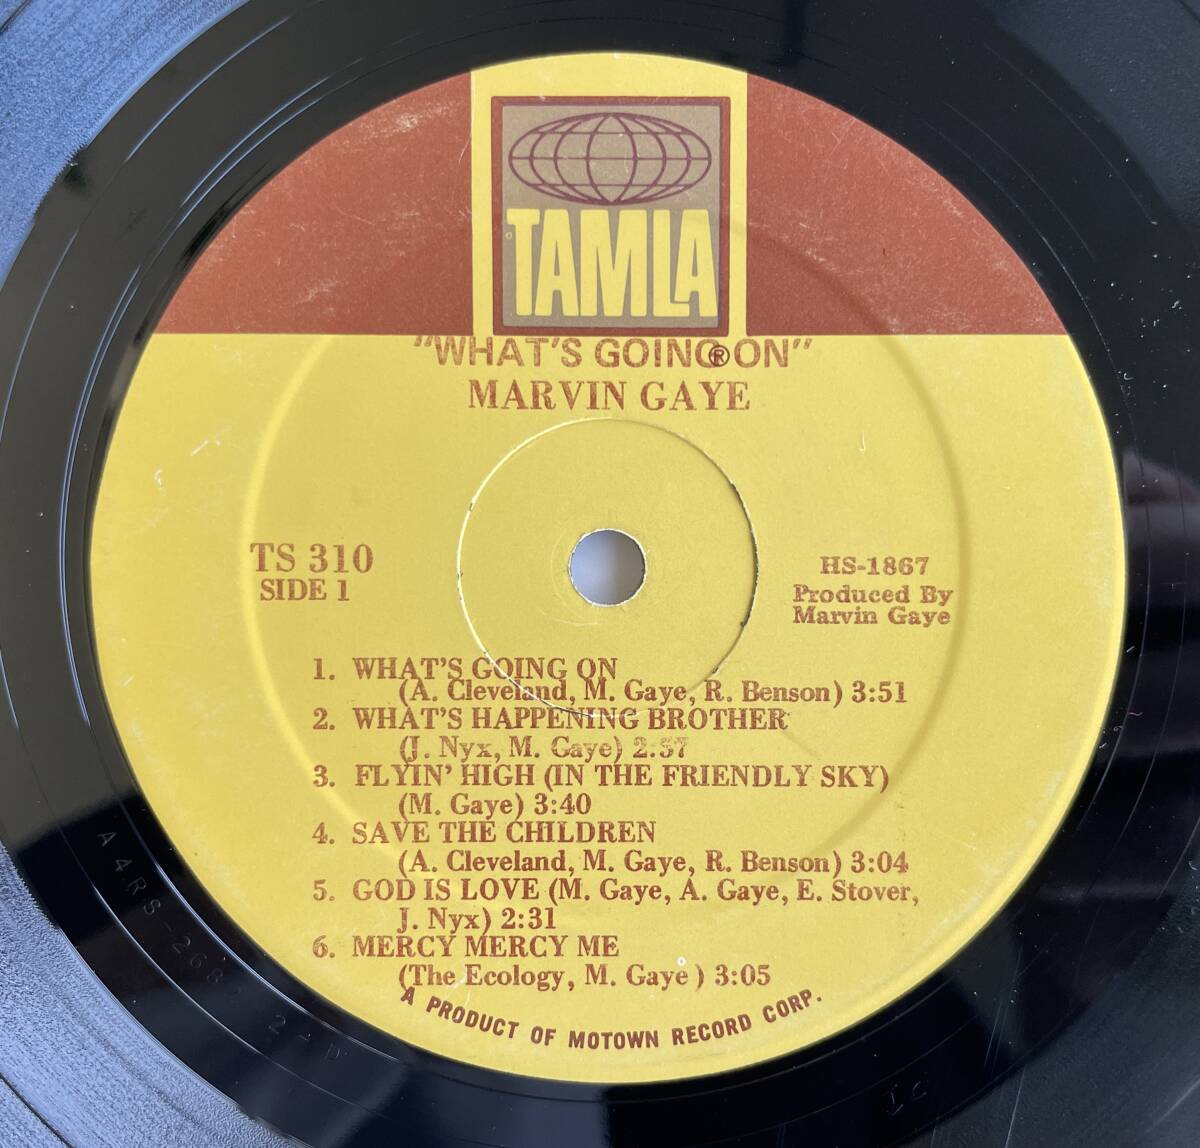 TAMLA
"WHAT'S GOING ® ON"
MARVIN GAYE
TS 310
SIDE 1
HS-1867
Produced By
Marvin Gaye
1. WHAT'S GOING ON
(A. Cleveland, M. Gaye, R. Benson) 3:51
2. WHAT'S HAPPENING BROTHER
(J. Nyx, M. Gaye) 2:57
3. FLYIN' HIGH (IN THE FRIENDLY SKY)
(M. Gaye) 3:40
4. SAVE THE CHILDREN
(A. Cleveland, M. Gaye, R. Benson) 3:04
5. GOD IS LOVE (M. Gaye, A. Gaye, E. Stover,
J. Nyx) 2:31
6. MERCY MERCY ME
(The Ecology, M. Gaye ) 3:05
A PRODUCT OF MOTOWN RECORD CORP.